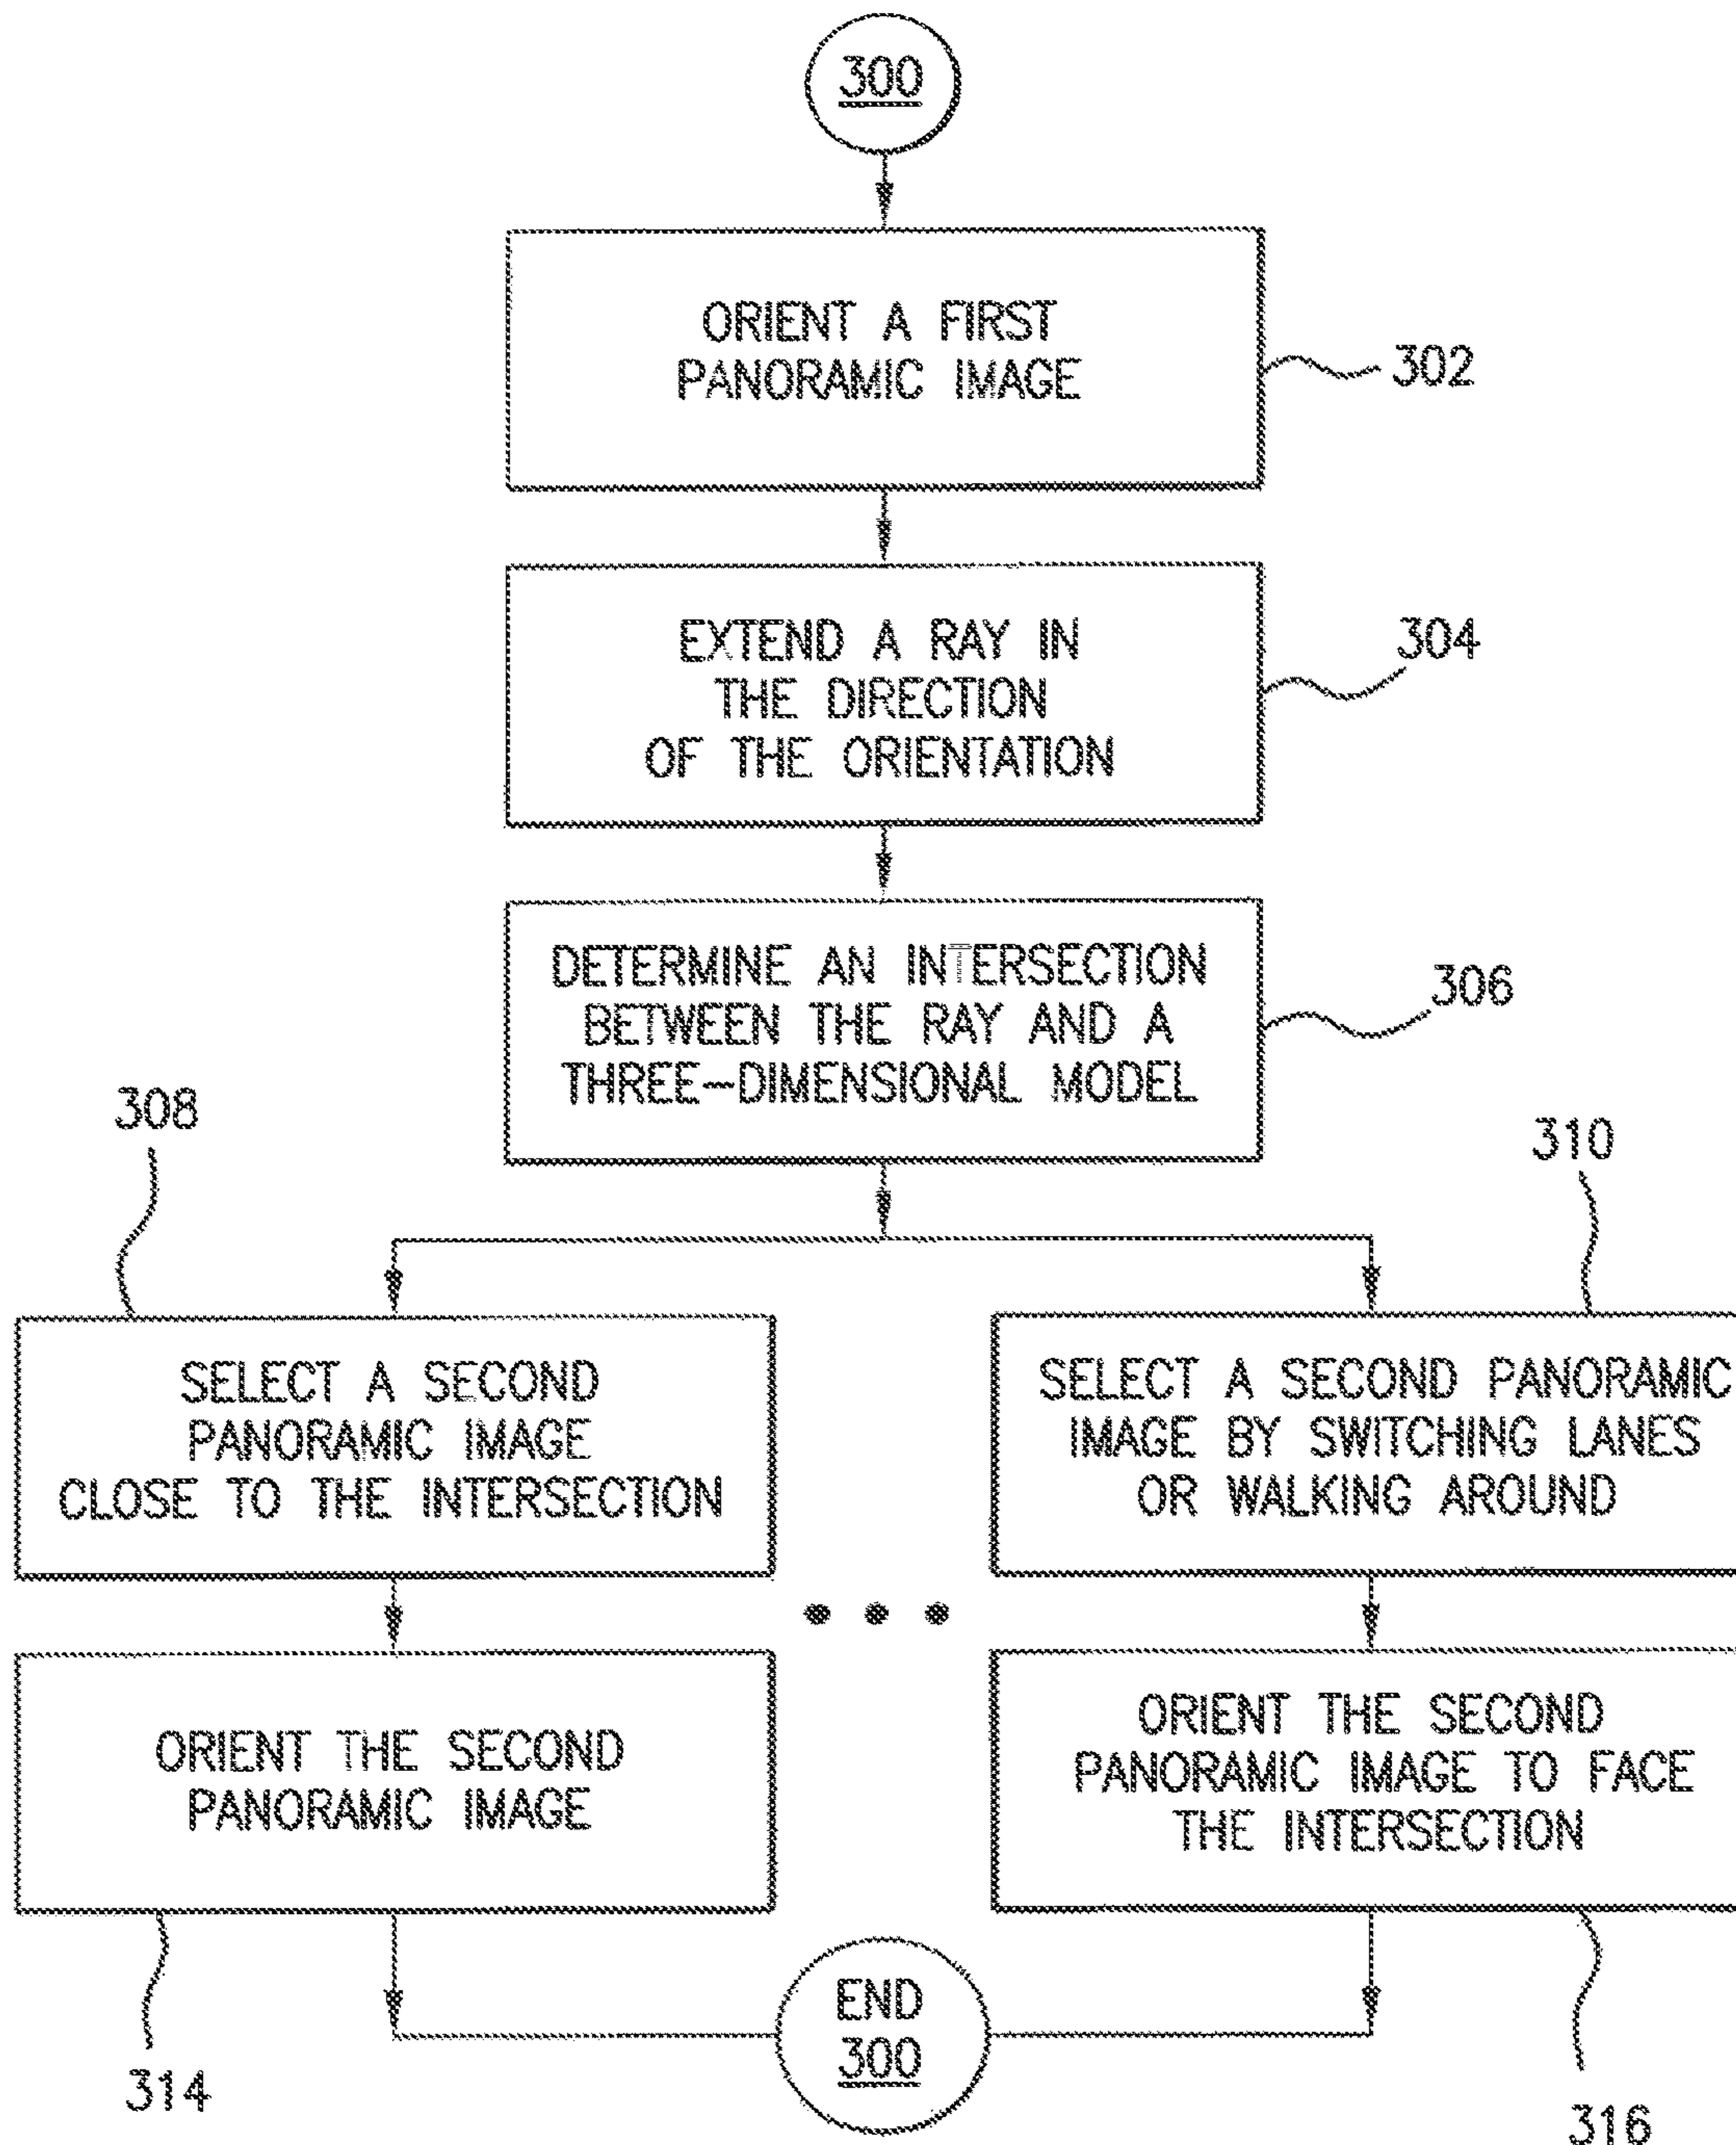 300
ORIENT A FIRST
PANORAMIC IMAGE
302
EXTEND A RAY IN
THE DIRECTION
OF THE ORIENTATION
304
DETERMINE AN INTERSECTION
BETWEEN THE RAY AND A
THREE-DIMENSIONAL MODEL
306
308
310
SELECT A SECOND
PANORAMIC IMAGE
CLOSE TO THE INTERSECTION
SELECT A SECOND PANORAMIC
IMAGE BY SWITCHING LANES
OR WALKING AROUND
ORIENT THE SECOND
PANORAMIC IMAGE
ORIENT THE SECOND
PANORAMIC IMAGE TO FACE
THE INTERSECTION
END
300
314
316